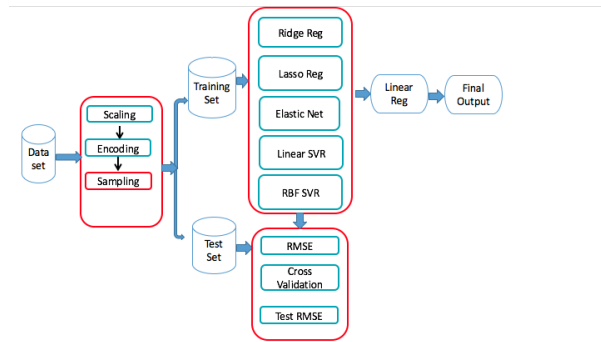 Data
set
Scaling
Encoding
Sampling
Training
Set
Test
Set
Ridge Reg
Lasso Reg
Elastic Net
Linear SVR
RBF SVR
RMSE
Cross
Validation
Test RMSE
Linear
Reg
Final
Output